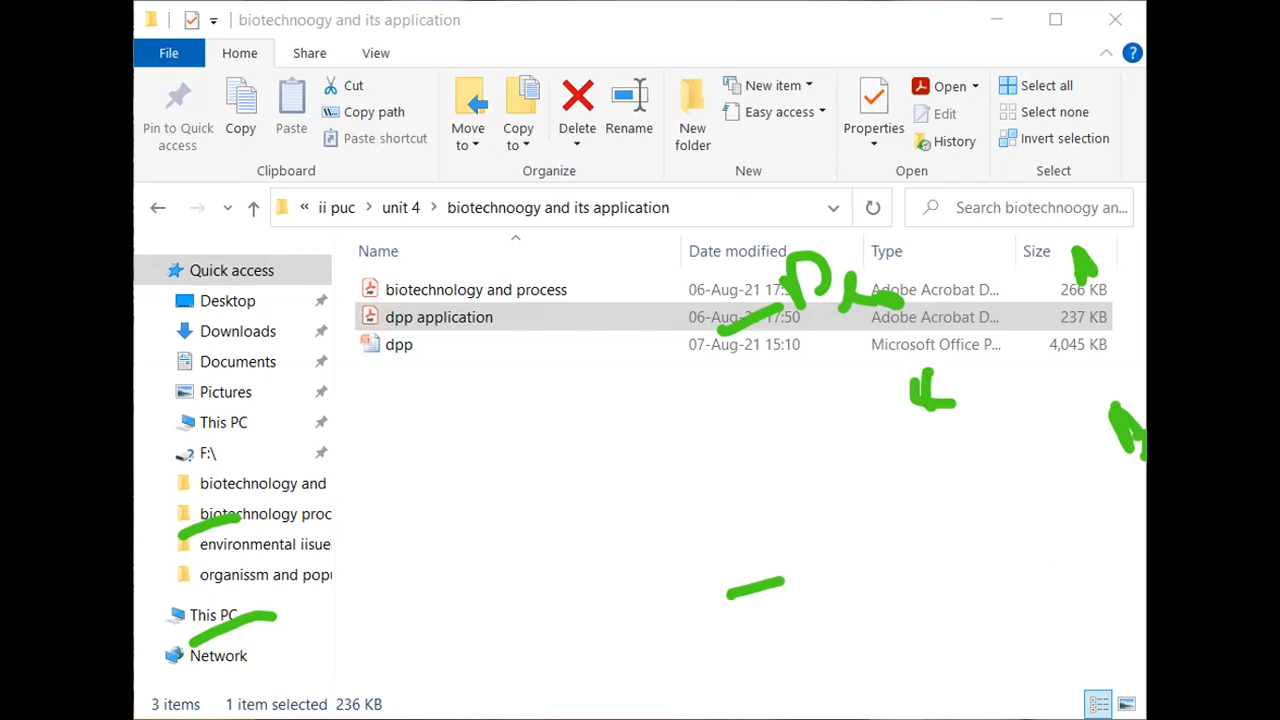 biotechnoogy and its application
File Home Share View
Pin to Quick access
Copy
Paste
Cut
Copy path
Paste shortcut
Clipboard
Move to
Copy to
Delete
Rename
Organize
New folder
New item
Easy access
New
Properties
Open
Edit
History
Open
Select all
Select none
Invert selection
Select
« ii puc > unit 4 > biotechnoogy and its application
Search biotechnoogy an...
Name Date modified Type Size
biotechnology and process 06-Aug-21 Adobe Acrobat D... 266 KB
dpp application 06-Aug-21 17:50 Adobe Acrobat D... 237 KB
dpp 07-Aug-21 15:10 Microsoft Office P... 4,045 KB
Quick access
Desktop
Downloads
Documents
Pictures
This PC
F:\
biotechnology and
biotechnology proc
environmental iisue
organissm and popu
This PC
Network
3 items 1 item selected 236 KB